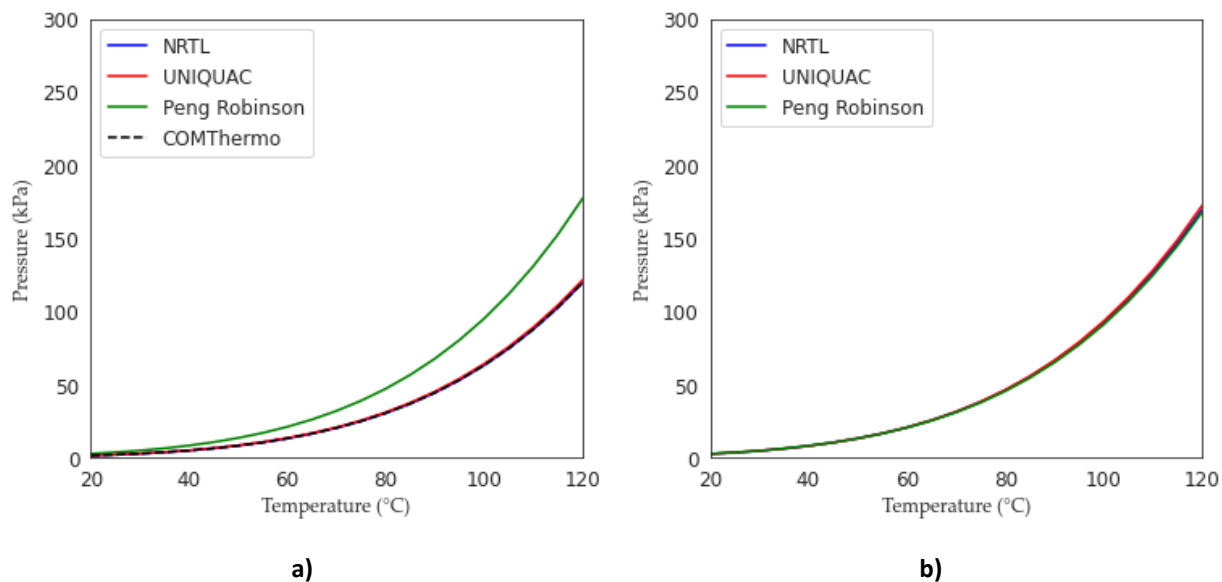 300
250
200
150
100
50
0
Pressure (kPa)
NRTL
UNIQUAC
Peng Robinson
COMThermo
20 40 60 80 100 120
Temperature (°C)
a)
300
250
200
150
100
50
0
Pressure (kPa)
NRTL
UNIQUAC
Peng Robinson
20 40 60 80 100 120
Temperature (°C)
b)